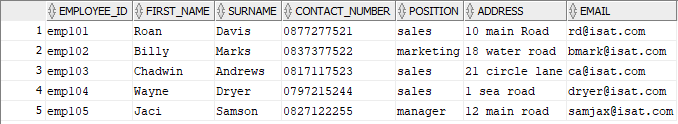 EMPLOYEE_ID FIRST_NAME SURNAME CONTACT_NUMBER POSITION ADDRESS EMAIL
1 emp101 Roan Davis 0877277521 sales 10 main Road rd@isat.com
2 emp102 Billy Marks 0837377522 marketing 18 water road bmark@isat.com
3 emp103 Chadwin Andrews 0817117523 sales 21 circle lane ca@isat.com
4 emp104 Wayne Dryer 0797215244 sales 1 sea road dryer@isat.com
5 emp105 Jaci Samson 0827122255 manager 12 main road samjax@isat.com